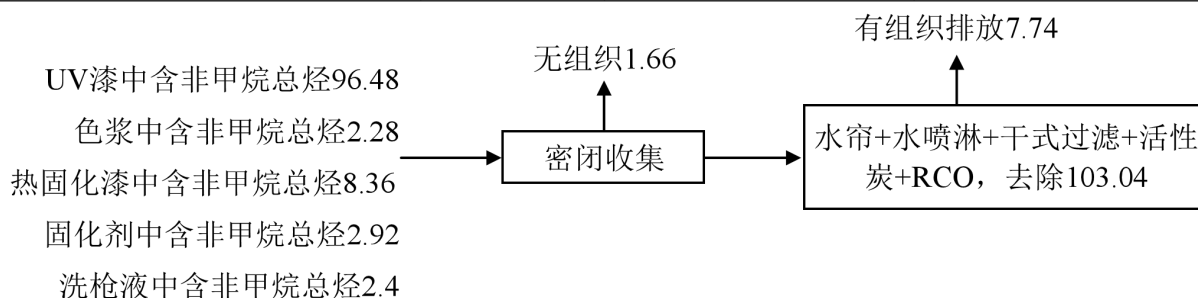 有组织排放7.74
无组织1.66
UV漆中含非甲烷总烃96.48
色浆中含非甲烷总烃2.28
热固化漆中含非甲烷总烃8.36
固化剂中含非甲烷总烃2.92
洗枪液中含非甲烷总烃2.4
密闭收集
水帘+水喷淋+干式过滤+活性
炭+RCO，去除103.04